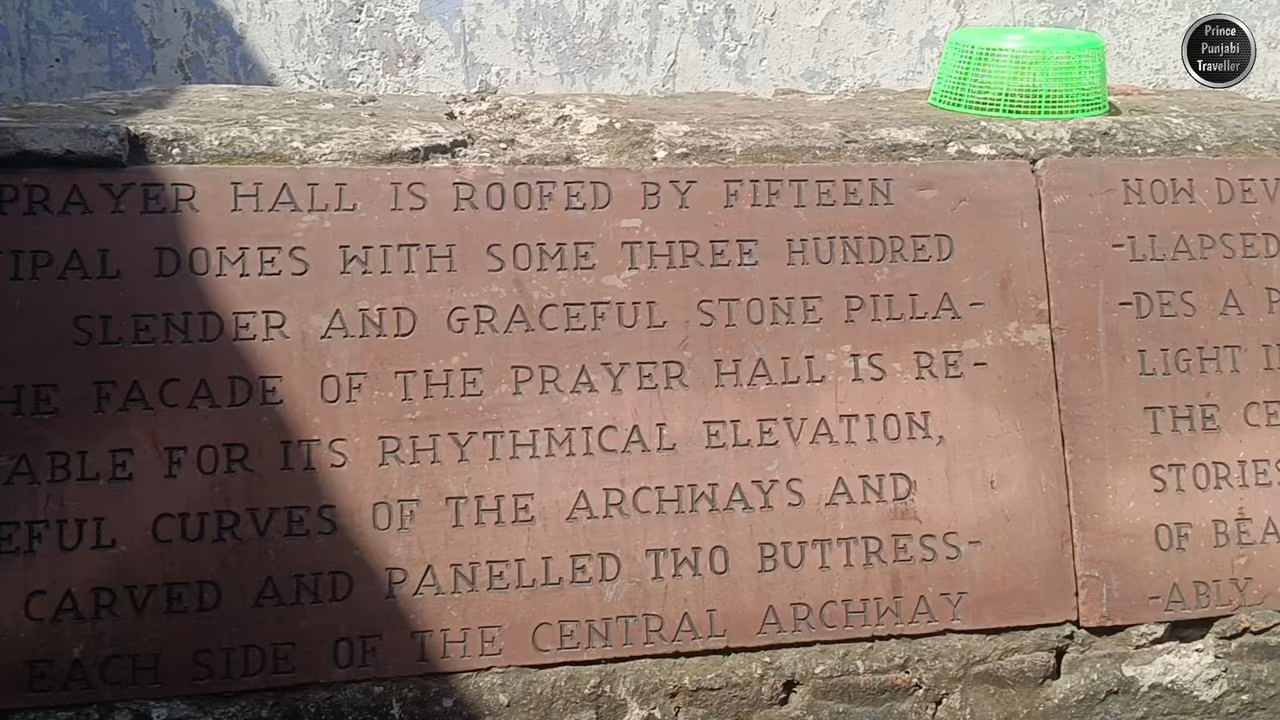 PRAYER HALL IS ROOFED BY FIFTEEN
IPAL DOMES WITH SOME THREE HUNDRED
SLENDER AND GRACEFUL STONE PILLA-
HE FACADE OF THE PRAYER HALL IS RE-
ABLE FOR ITS RHYTHMICAL ELEVATION,
EFUL CURVES OF THE ARCHWAYS AND
CARVED AND PANELLED TWO BUTTRESS-
EACH SIDE OF THE CENTRAL ARCHWAY
NOW DEV
-LLAPSED
-DES A
LIGHT
THE CE
STORIES
OF BEA
-ABLY
Prince
Punjabi
Traveller